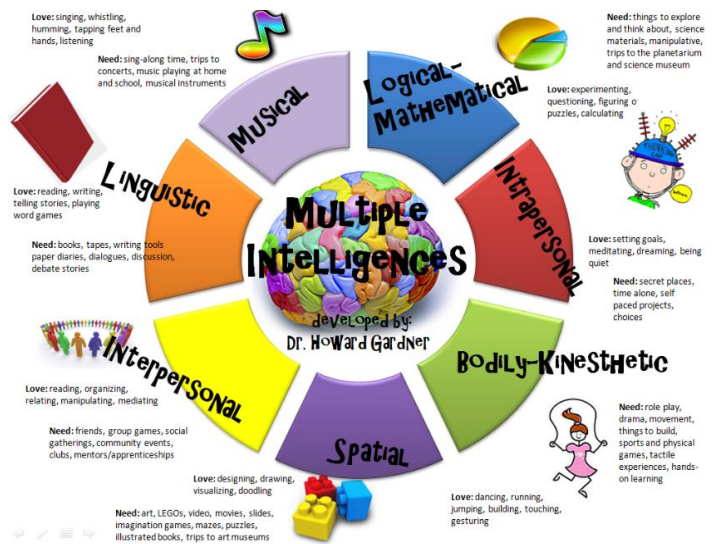 Love: singing, whistling,
humming, tapping feet and
hands, listening
Need: sing-along time, trips to
concerts, music playing at home
and school, musical instruments
Musical
Logical-
Mathematical
Need: things to explore
and think about, science
materials, manipulative,
trips to the planetarium
and science museum
Love: experimenting,
questioning, figuring o
puzzles, calculating
THINKING
CAP
Linguistic
Love: reading, writing,
telling stories, playing
word games
Need: books, tapes, writing tools
paper diaries, dialogues, discussion,
debate stories
Multiple
Intelligences
developed by:
Dr. Howard Gardner
Intrapersonal
Love: setting goals,
meditating, dreaming, being
quiet
Need: secret places,
time alone, self
paced projects,
choices
Interpersonal
Love: reading, organizing,
relating, manipulating, mediating
Need: friends, group games, social
gatherings, community events,
clubs, mentors/apprenticeships
Bodily-Kinesthetic
Need: role play,
drama, movement,
things to build,
sports and physical
games, tactile
experiences, hands-
on learning
Love: dancing, running,
jumping, building, touching,
gesturing
Spatial
Love: designing, drawing,
visualizing, doodling
Need: art, LEGOs, video, movies, slides,
imagination games, mazes, puzzles,
illustrated books, trips to art museums